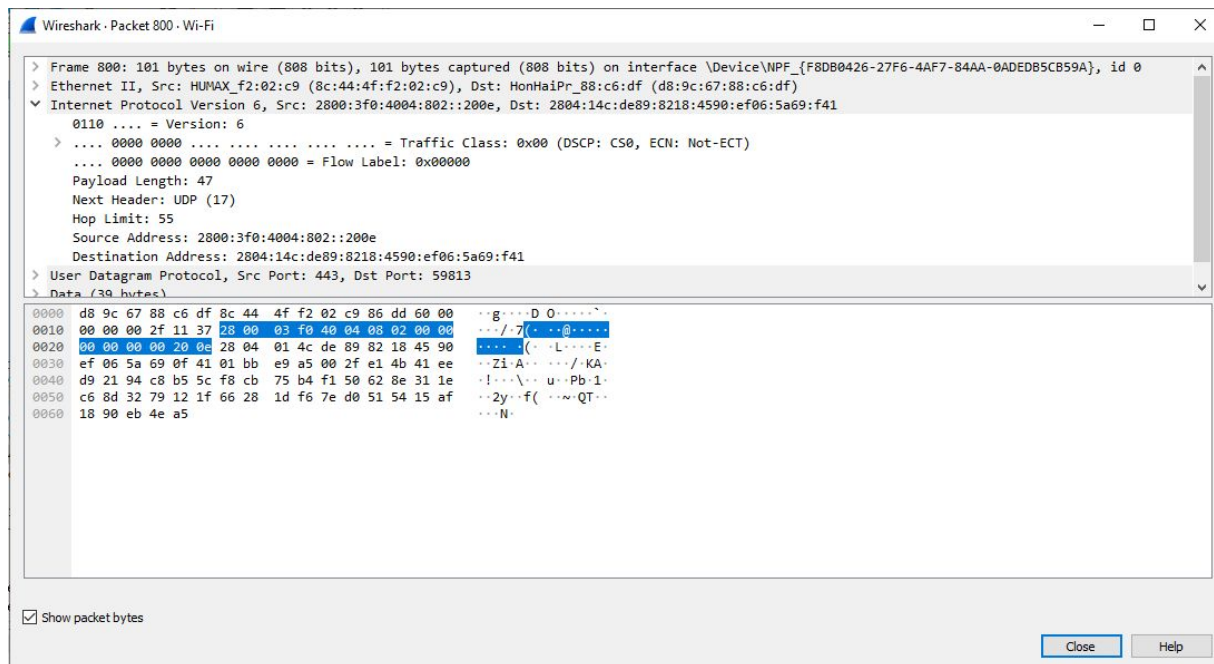 Wireshark · Packet 800 · Wi-Fi
> Frame 800: 101 bytes on wire (808 bits), 101 bytes captured (808 bits) on interface \Device\NPF_{F8DB0426-27F6-4AF7-84AA-0ADEDB5CB59A}, id 0
> Ethernet II, Src: HUMAX_f2:02:c9 (8c:44:4f:f2:02:c9), Dst: HonHaiPr_88:c6:df (d8:9c:67:88:c6:df)
Internet Protocol Version 6, Src: 2800:3f0:4004:802::200e, Dst: 2804:14c:de89:8218:4590:ef06:5a69:f41
0110 .... = Version: 6
> .... 0000 0000 .... .... .... .... .... = Traffic Class: 0x00 (DSCP: CS0, ECN: Not-ECT)
.... 0000 0000 0000 0000 0000 = Flow Label: 0x00000
Payload Length: 47
Next Header: UDP (17)
Hop Limit: 55
Source Address: 2800:3f0:4004:802::200e
Destination Address: 2804:14c:de89:8218:4590:ef06:5a69:f41
> User Datagram Protocol, Src Port: 443, Dst Port: 59813
> Data (39 bytes)
0000 d8 9c 67 88 c6 df 8c 44 4f f2 02 c9 86 dd 60 00 ··g····D O·····`·
0010 00 00 00 2f 11 37 28 00 03 f0 40 04 08 02 00 00 ···/·7(· ··@·····
0020 00 00 00 00 20 0e 28 04 01 4c de 89 82 18 45 90 ···· ·(· ·L····E·
0030 ef 06 5a 69 0f 41 01 bb e9 a5 00 2f e1 4b 41 ee ··Zi·A·· ···/·KA·
0040 d9 21 94 c8 b5 5c f8 cb 75 b4 f1 50 62 8e 31 1e ·!···\·· u··Pb·1·
0050 c6 8d 32 79 12 1f 66 28 1d f6 7e d0 51 54 15 af ··2y··f( ··~·QT··
0060 18 90 eb 4e a5 ···N·
Show packet bytes
Close Help